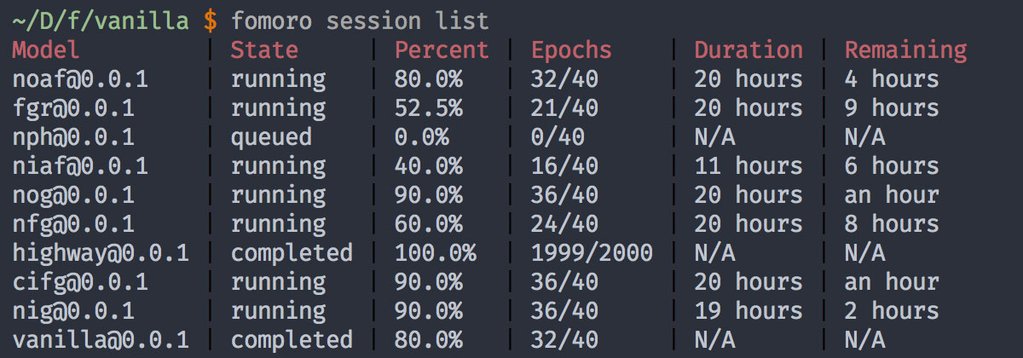 ~/D/f/vanilla $ fomoro session list
Model | State | Percent | Epochs | Duration | Remaining
noaf@0.0.1 | running | 80.0% | 32/40 | 20 hours | 4 hours
fgr@0.0.1 | running | 52.5% | 21/40 | 20 hours | 9 hours
nph@0.0.1 | queued | 0.0% | 0/40 | N/A | N/A
niaf@0.0.1 | running | 40.0% | 16/40 | 11 hours | 6 hours
nog@0.0.1 | running | 90.0% | 36/40 | 20 hours | an hour
nfg@0.0.1 | running | 60.0% | 24/40 | 20 hours | 8 hours
highway@0.0.1 | completed | 100.0% | 1999/2000 | N/A | N/A
cifg@0.0.1 | running | 90.0% | 36/40 | 20 hours | an hour
nig@0.0.1 | running | 90.0% | 36/40 | 19 hours | 2 hours
vanilla@0.0.1 | completed | 80.0% | 32/40 | N/A | N/A